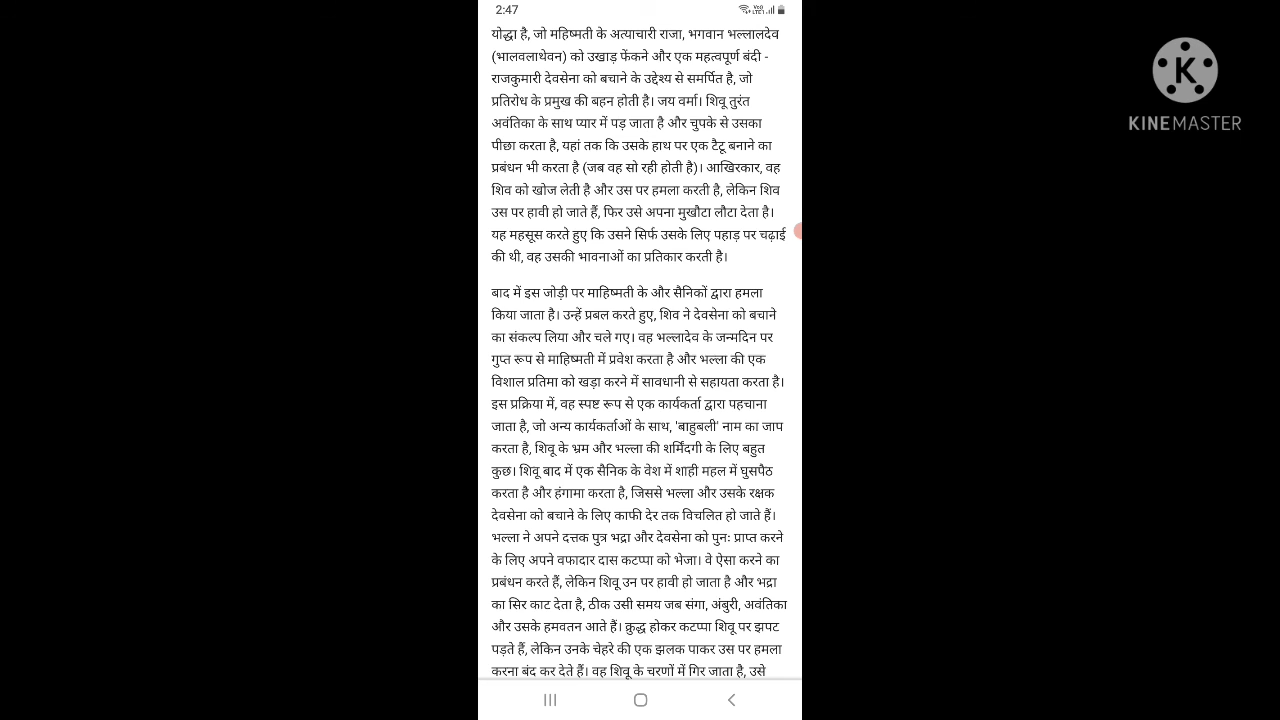 2:47
योद्धा है, जो महिष्मती के अत्याचारी राजा, भगवान भल्लालदेव
(भालवलाथेवन) को उखाड़ फेंकने और एक महत्वपूर्ण बंदी -
राजकुमारी देवसेना को बचाने के उद्देश्य से समर्पित है, जो
प्रतिरोध के प्रमुख की बहन होती है। जय वर्मा। शिवू तुरंत
अवंतिका के साथ प्यार में पड़ जाता है और चुपके से उसका
पीछा करता है, यहां तक कि उसके हाथ पर एक टैटू बनाने का
प्रबंधन भी करता है (जब वह सो रही होती है)। आखिरकार, वह
शिव को खोज लेती है और उस पर हमला करती है, लेकिन शिव
उस पर हावी हो जाते हैं, फिर उसे अपना मुखौटा लौटा देता है।
यह महसूस करते हुए कि उसने सिर्फ उसके लिए पहाड़ पर चढ़ाई
की थी, वह उसकी भावनाओं का प्रतिकार करती है।
बाद में इस जोड़ी पर माहिष्मती के और सैनिकों द्वारा हमला
किया जाता है। उन्हें प्रबल करते हुए, शिव ने देवसेना को बचाने
का संकल्प लिया और चले गए। वह भल्लादेव के जन्मदिन पर
गुप्त रूप से माहिष्मती में प्रवेश करता है और भल्ला की एक
विशाल प्रतिमा को खड़ा करने में सावधानी से सहायता करता है।
इस प्रक्रिया में, वह स्पष्ट रूप से एक कार्यकर्ता द्वारा पहचाना
जाता है, जो अन्य कार्यकर्ताओं के साथ, 'बाहुबली' नाम का जाप
करता है, शिवू के भ्रम और भल्ला की शर्मिंदगी के लिए बहुत
कुछ। शिवू बाद में एक सैनिक के वेश में शाही महल में घुसपैठ
करता है और हंगामा करता है, जिससे भल्ला और उसके रक्षक
देवसेना को बचाने के लिए काफी देर तक विचलित हो जाते हैं।
भल्ला ने अपने दत्तक पुत्र भद्रा और देवसेना को पुनः प्राप्त करने
के लिए अपने वफादार दास कटप्पा को भेजा। वे ऐसा करने का
प्रबंधन करते हैं, लेकिन शिवू उन पर हावी हो जाता है और भद्रा
का सिर काट देता है, ठीक उसी समय जब संगा, अंबुरी, अवंतिका
और उसके हमवतन आते हैं। क्रुद्ध होकर कटप्पा शिवू पर झपट
पड़ते हैं, लेकिन उनके चेहरे की एक झलक पाकर उस पर हमला
करना बंद कर देते हैं। वह शिवू के चरणों में गिर जाता है, उसे
K
KINEMASTER